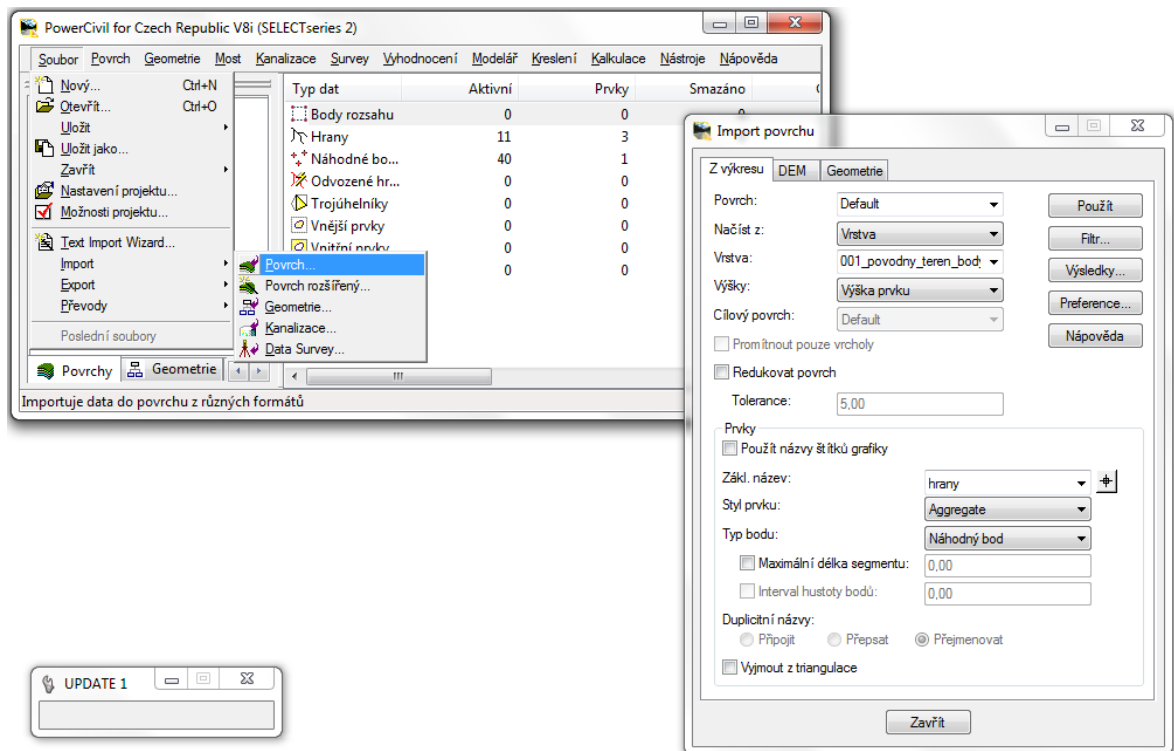 PowerCivil for Czech Republic V8i (SELECTseries 2)
Soubor Povrch Geometrie Most Kanalizace Survey Vyhodnocení Modelář Kreslení Kalkulace Nástroje Nápověda
Nový... Ctrl+N
Otevřít... Ctrl+O
Uložit
Uložit jako...
Zavřít
Nastavení projektu...
Možnosti projektu...
Text Import Wizard...
Import
Export
Převody
Poslední soubory
Povrch...
Povrch rozšířený...
Geometrie...
Kanalizace...
Data Survey...
Typ dat Aktivní Prvky Smazáno
Body rozsahu 0 0 0
Hrany 11 3
Náhodné bo... 40 1
Odvozené hr... 0 0
Trojúhelníky 0 0
Vnější prvky 0 0
Vnitřní prvky 0 0
0 0
Povrchy Geometrie
Importuje data do povrchu z různých formátů
Import povrchu
Z výkresu DEM Geometrie
Povrch: Default Použít
Načíst z: Vrstva Filtr...
Vrstva: 001_povodny_teren_body Výsledky...
Výšky: Výška prvku Preference...
Cílový povrch: Default Nápověda
Promítnout pouze vrcholy
Redukovat povrch
Tolerance: 5,00
Prvky
Použít názvy štítků grafiky
Zákl. název: hrany
Styl prvku: Aggregate
Typ bodu: Náhodný bod
Maximální délka segmentu: 0,00
Interval hustoty bodů: 0,00
Duplicitní názvy:
Připojit Přepsat Přejmenovat
Vyjmout z triangulace
Zavřít
UPDATE 1